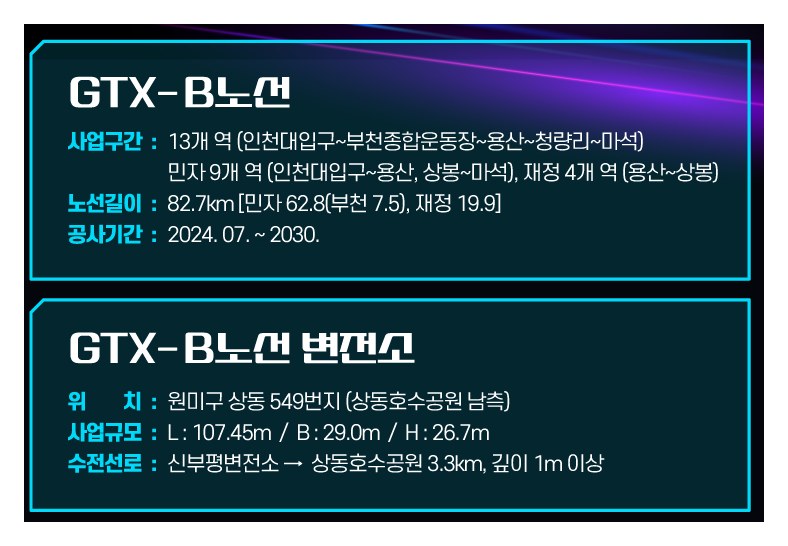 GTX-B노선
사업구간 : 13개 역 (인천대입구~부천종합운동장~용산~청량리~마석)
민자 9개 역 (인천대입구~용산, 상봉~마석), 재정 4개 역 (용산~상봉)
노선길이 : 82.7km [민자 62.8(부천 7.5), 재정 19.9]
공사기간 : 2024. 07. ~ 2030.
GTX-B노선 변전소
위 치 : 원미구 상동 549번지 (상동호수공원 남측)
사업규모 : L : 107.45m / B : 29.0m / H : 26.7m
수전선로 : 신부평변전소 → 상동호수공원 3.3km, 깊이 1m 이상